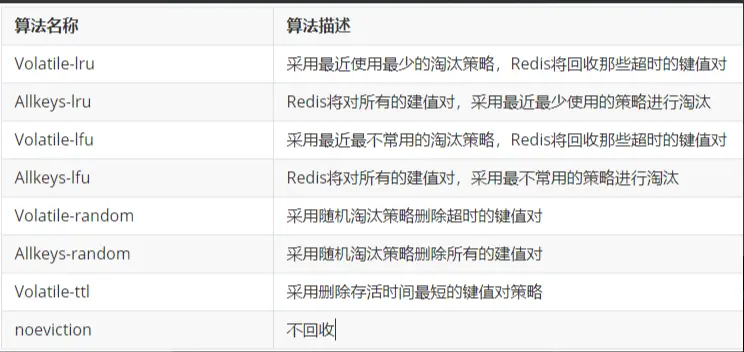 算法名称 算法描述
Volatile-lru 采用最近使用最少的淘汰策略，Redis将回收那些超时的键值对
Allkeys-lru Redis将对所有的建值对，采用最近最少使用的策略进行淘汰
Volatile-lfu 采用最近最不常用的淘汰策略，Redis将回收那些超时的键值对
Allkeys-lfu Redis将对所有的建值对，采用最不常用的策略进行淘汰
Volatile-random 采用随机淘汰策略删除超时的键值对
Allkeys-random 采用随机淘汰策略删除所有的建值对
Volatile-ttl 采用删除存活时间最短的键值对策略
noeviction 不回收